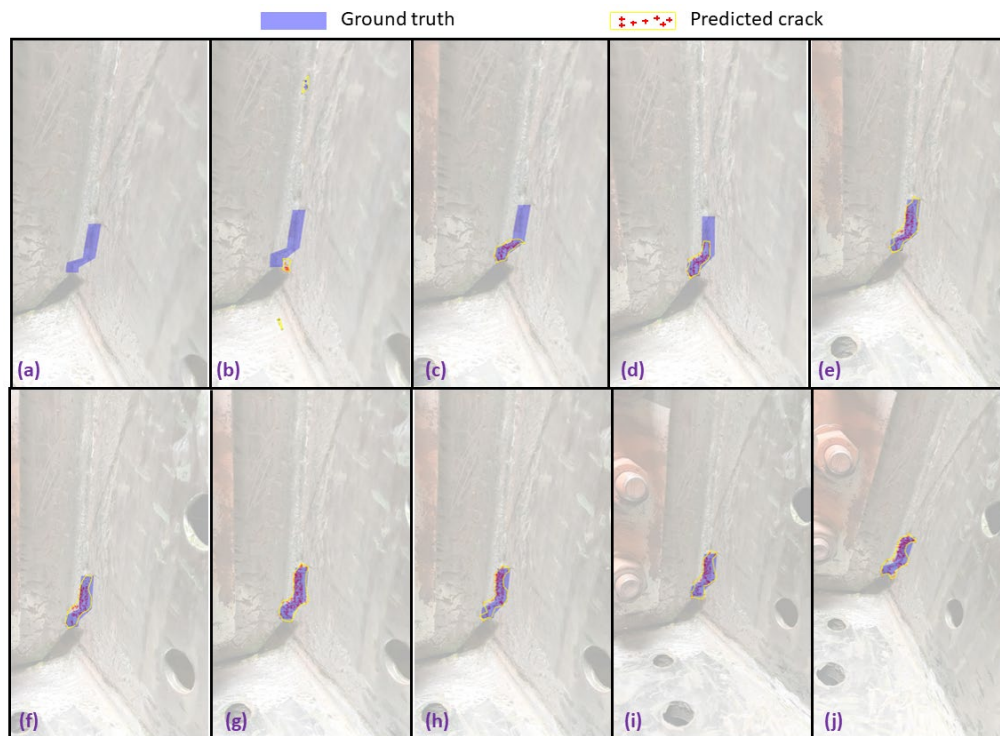 Ground truth
Predicted crack
(a)
(b)
(c)
(d)
(e)
(f)
(g)
(h)
(i)
(j)